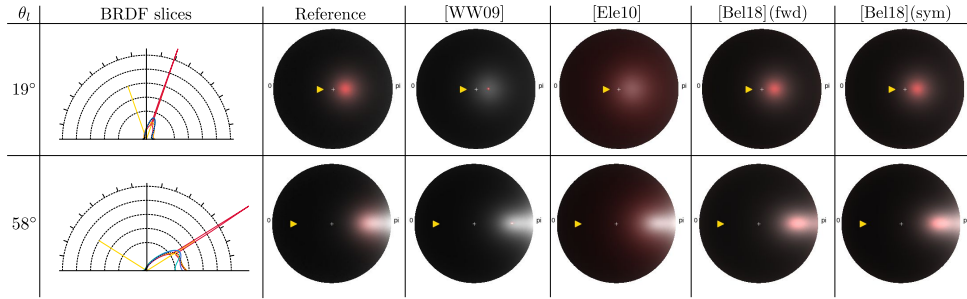 θl BRDF slices Reference [WW09] [Ele10] [Bel18](fwd) [Bel18](sym)
19°
0 pi 0 pi 0 pi 0 pi 0 pi
58°
0 pi 0 pi 0 pi 0 pi 0 pi